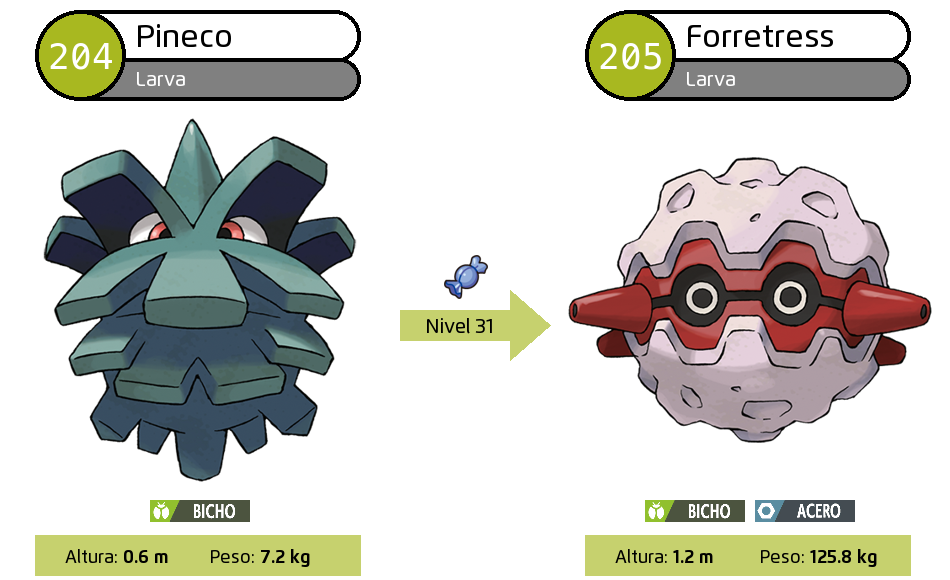 204
Pineco
Larva
205
Forretress
Larva
Nivel 31
BICHO
BICHO
ACERO
Altura: 0.6 m
Peso: 7.2 kg
Altura: 1.2 m
Peso: 125.8 kg